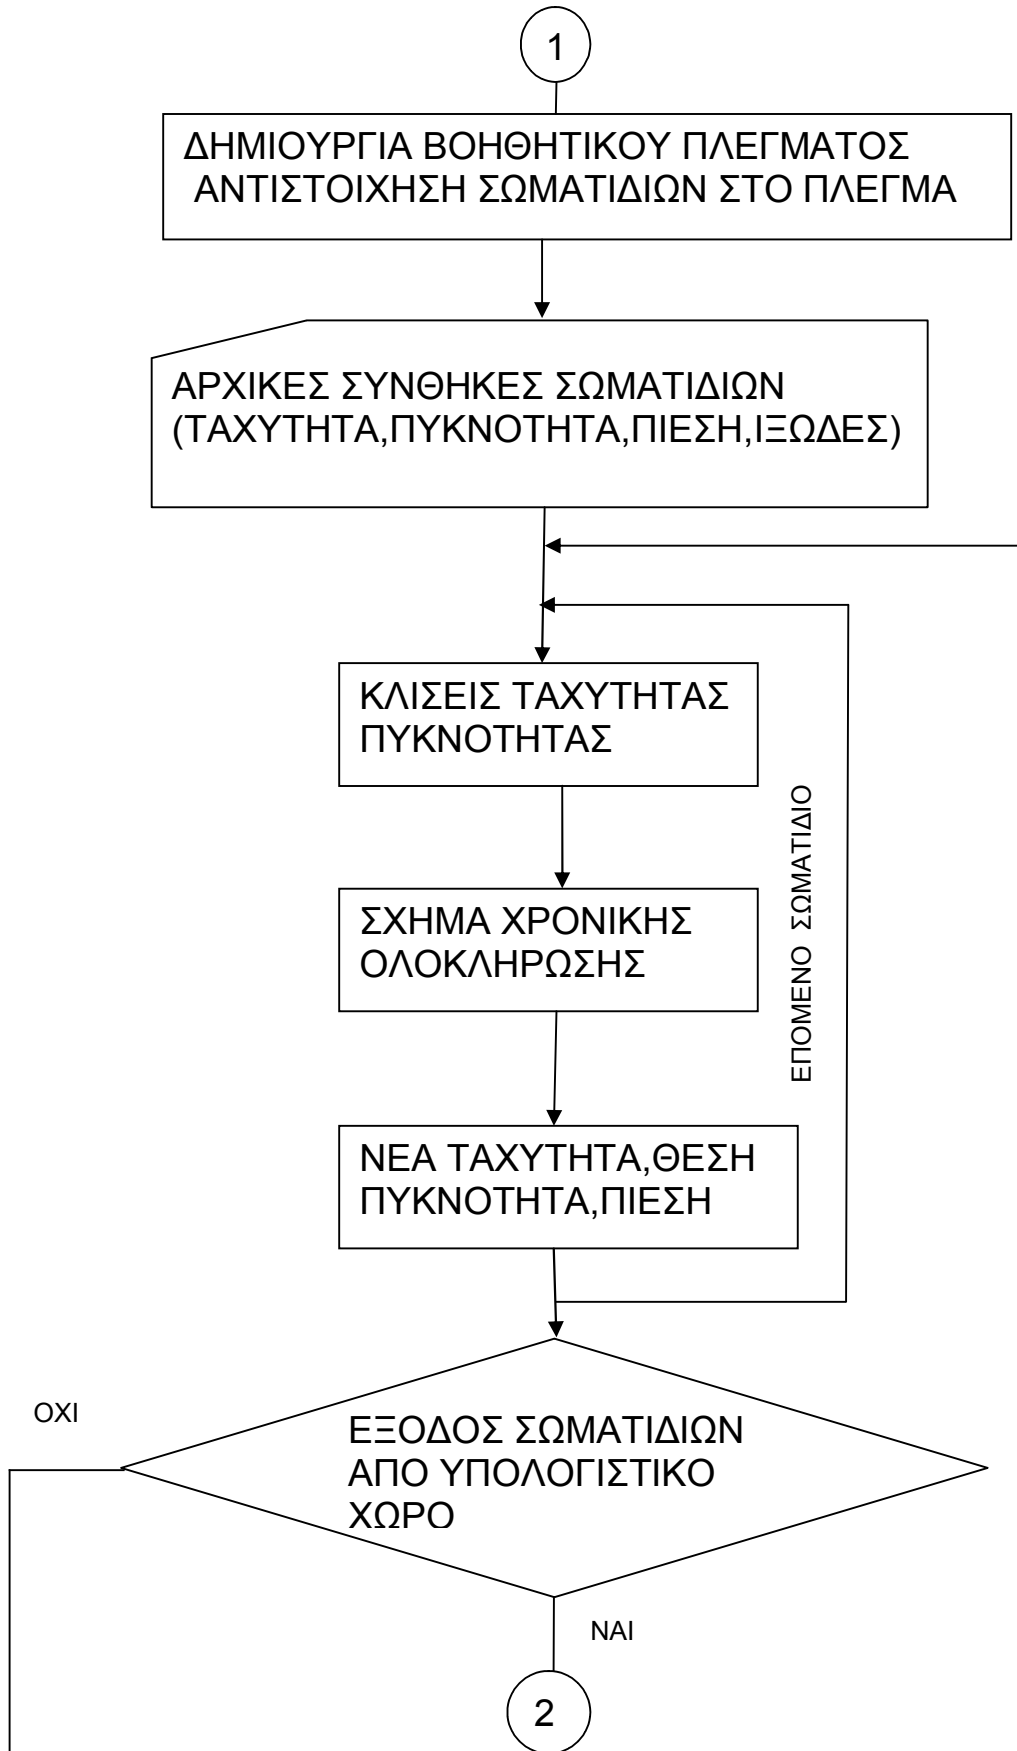 1
ΔΗΜΙΟΥΡΓΙΑ ΒΟΗΘΗΤΙΚΟΥ ΠΛΕΓΜΑΤΟΣ
ΑΝΤΙΣΤΟΙΧΗΣΗ ΣΩΜΑΤΙΔΙΩΝ ΣΤΟ ΠΛΕΓΜΑ
ΑΡΧΙΚΕΣ ΣΥΝΘΗΚΕΣ ΣΩΜΑΤΙΔΙΩΝ
(ΤΑΧΥΤΗΤΑ,ΠΥΚΝΟΤΗΤΑ,ΠΙΕΣΗ,ΙΞΩΔΕΣ)
ΚΛΙΣΕΙΣ ΤΑΧΥΤΗΤΑΣ
ΠΥΚΝΟΤΗΤΑΣ
ΣΧΗΜΑ ΧΡΟΝΙΚΗΣ
ΟΛΟΚΛΗΡΩΣΗΣ
ΕΠΟΜΕΝΟ ΣΩΜΑΤΙΔΙΟ
ΝΕΑ ΤΑΧΥΤΗΤΑ,ΘΕΣΗ
ΠΥΚΝΟΤΗΤΑ,ΠΙΕΣΗ
ΟΧΙ
ΕΞΟΔΟΣ ΣΩΜΑΤΙΔΙΩΝ
ΑΠΟ ΥΠΟΛΟΓΙΣΤΙΚΟ
ΧΩΡΟ
ΝΑΙ
2